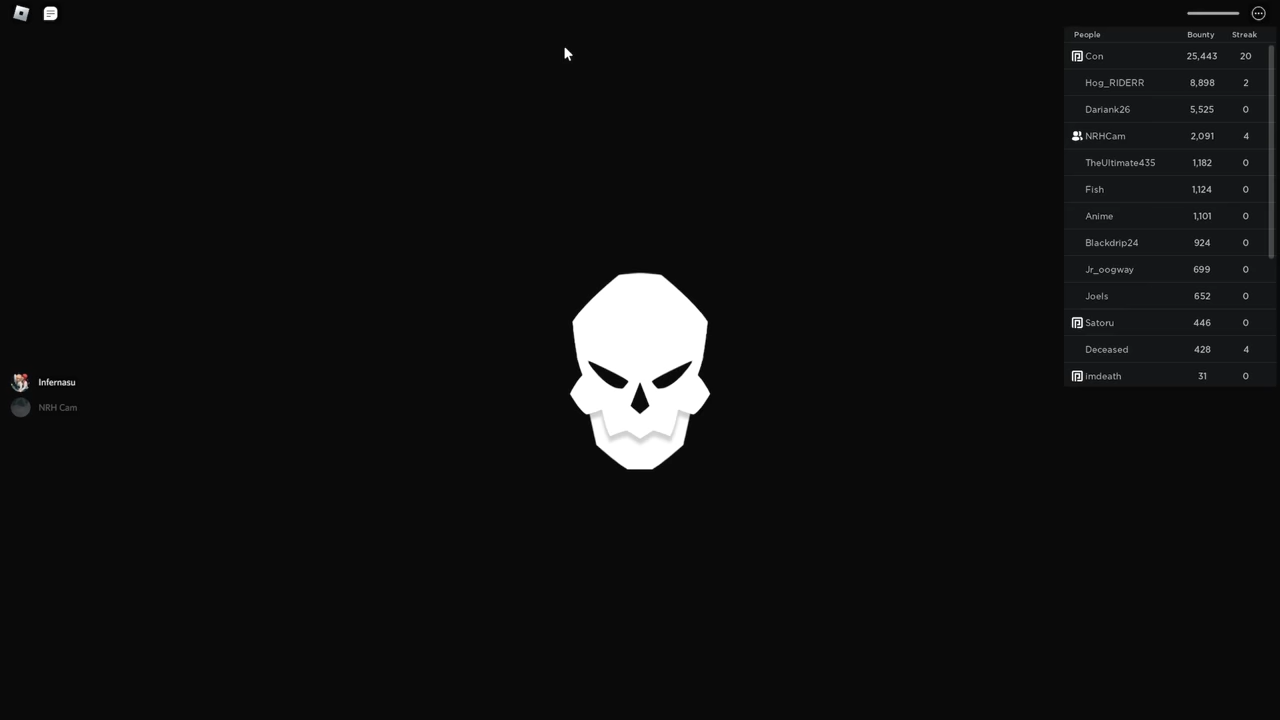 People Bounty Streak
Con 25,443 20
Hog_RIDERR 8,898 2
Dariank26 5,525 0
NRHCam 2,091 4
TheUltimate435 1,182 0
Fish 1,124 0
Anime 1,101 0
Blackdrip24 924 0
Jr_oogway 699 0
Joels 652 0
Satoru 446 0
Deceased 428 4
imdeath 31 0
Infernasu
NRH Cam